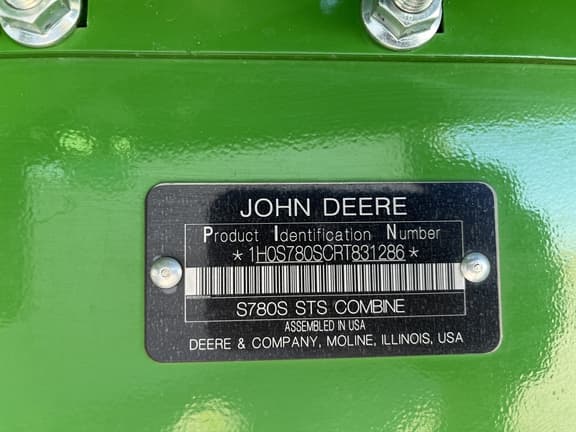 JOHN DEERE
Product Identification Number
*1H0S780SCRT831286*
S780S STS COMBINE
ASSEMBLED IN USA
DEERE & COMPANY, MOLINE, ILLINOIS, USA